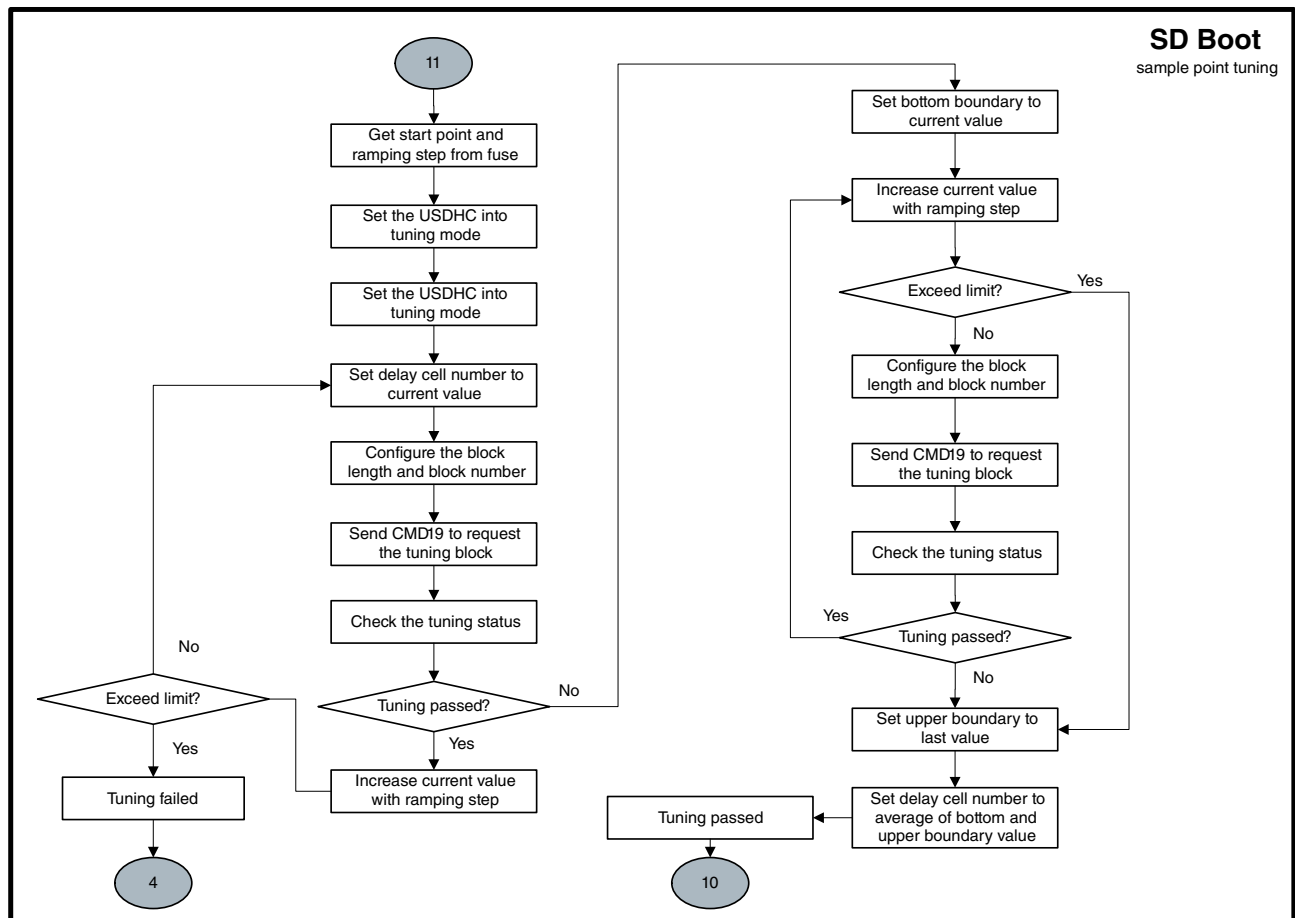 SD Boot
sample point tuning
11
Get start point and
ramping step from fuse
Set the USDHC into
tuning mode
Set the USDHC into
tuning mode
Set delay cell number to
current value
Configure the block
length and block number
Send CMD19 to request
the tuning block
Check the tuning status
Tuning passed?
No
Yes
Increase current value
with ramping step
Exceed limit?
No
Yes
Tuning failed
4
Set bottom boundary to
current value
Increase current value
with ramping step
Exceed limit?
Yes
No
Configure the block
length and block number
Send CMD19 to request
the tuning block
Check the tuning status
Yes
Tuning passed?
No
Set upper boundary to
last value
Set delay cell number to
average of bottom and
upper boundary value
Tuning passed
10